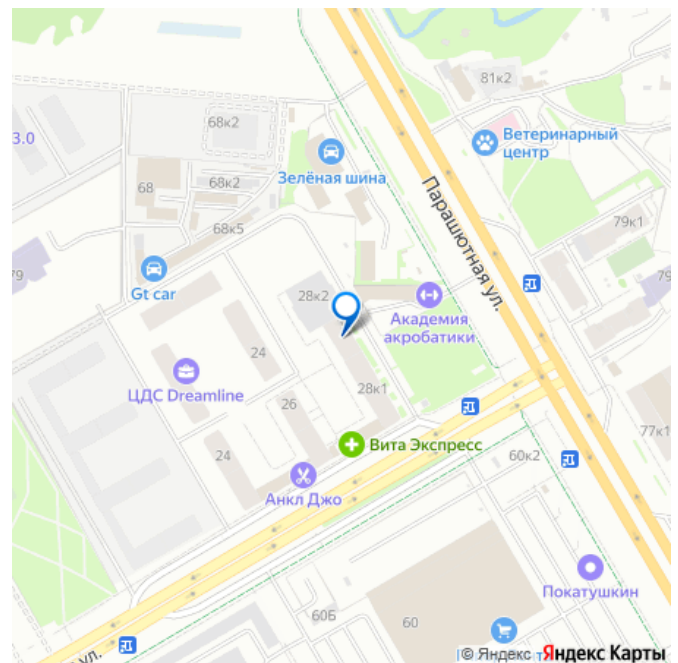 81к2
68к2
Ветеринарный
центр
3.0
Зелёная шина
68
68к2
Парашютная ул.
79к1
68к5
79
79
Gt car
28к2
Академия
акробатики
24
ЦДС Dreamline
28к1
26
77к1
Вита Экспресс
24
60к2
Анкл Джо
Покатушкин
60Б
60
ул.
© Яндекс
Яндекс Карты